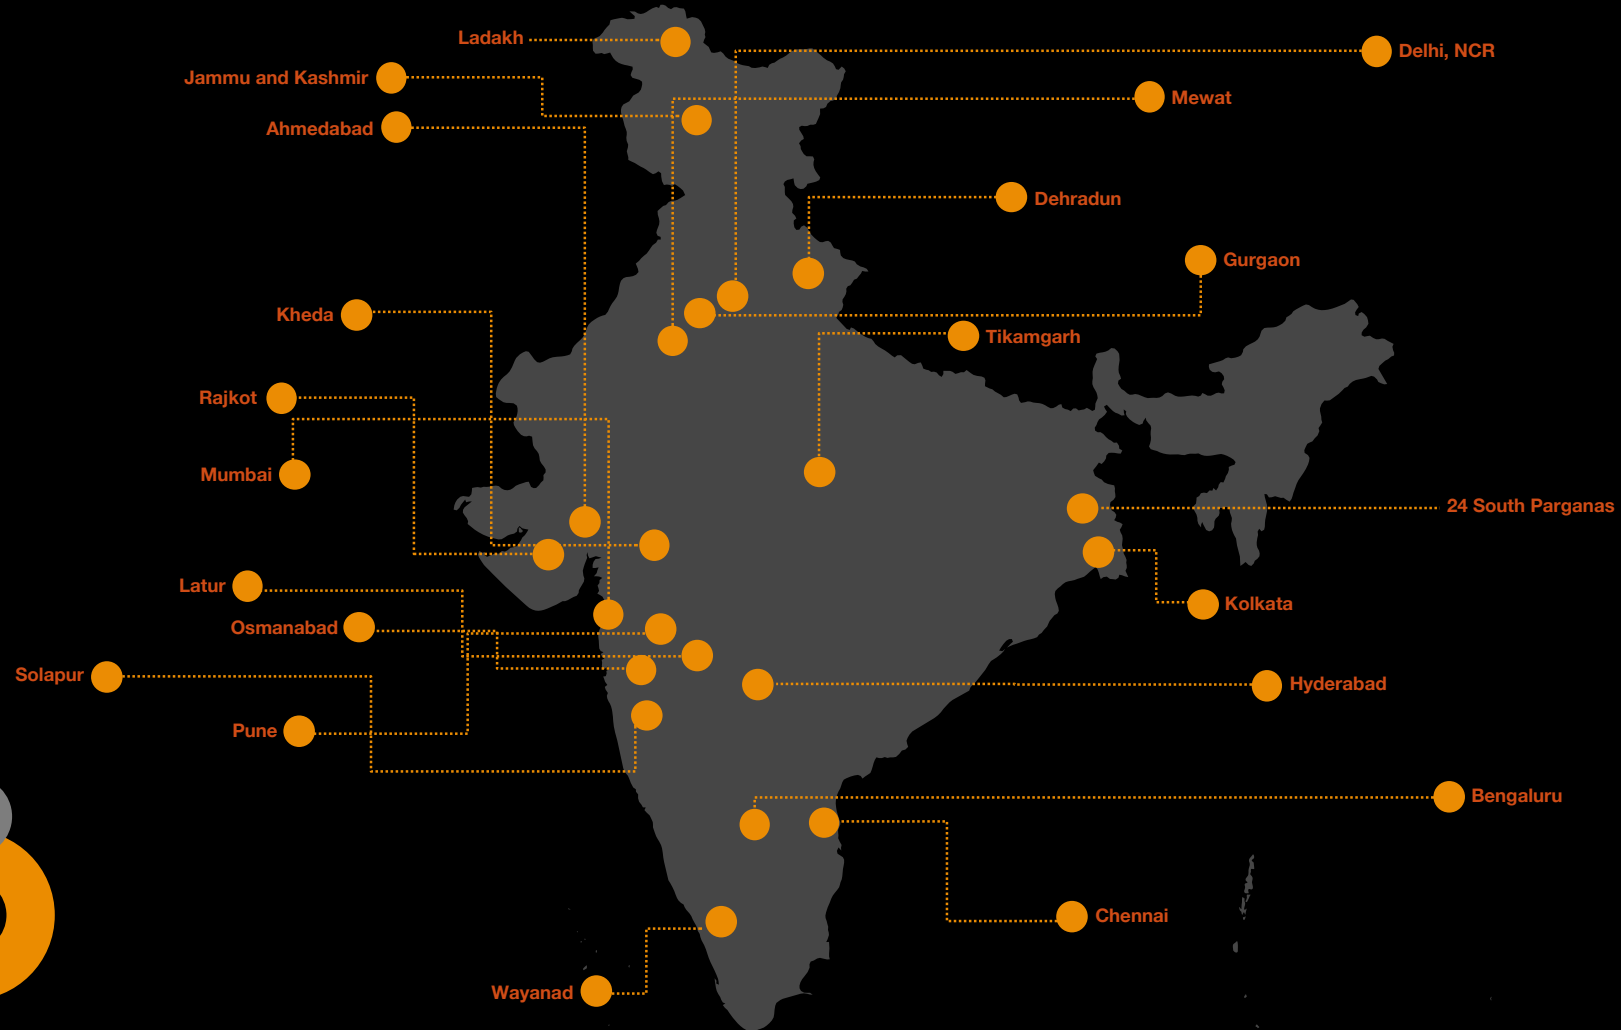 Ladakh
Delhi, NCR
Jammu and Kashmir
Mewat
Ahmedabad
Dehradun
Gurgaon
Kheda
Tikamgarh
Rajkot
Mumbai
24 South Parganas
Latur
Kolkata
Osmanabad
Solapur
Hyderabad
Pune
Bengaluru
Chennai
Wayanad